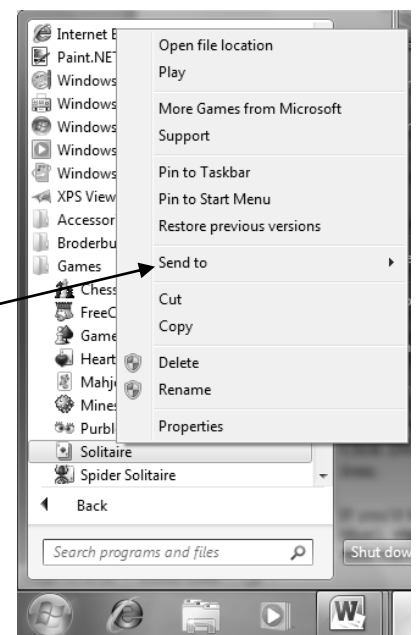 Internet E
Paint.NET
Windows
Windows
Windows
Windows
Windows
XPS View
Accessor
Broderbu
Games
Chess
FreeC
Game
Heart
Mahj
Mines
Purbl
Solitaire
Spider Solitaire
Back
Search programs and files
Shut dow
Open file location
Play
More Games from Microsoft
Support
Pin to Taskbar
Pin to Start Menu
Restore previous versions
Send to
Cut
Copy
Delete
Rename
Properties
W